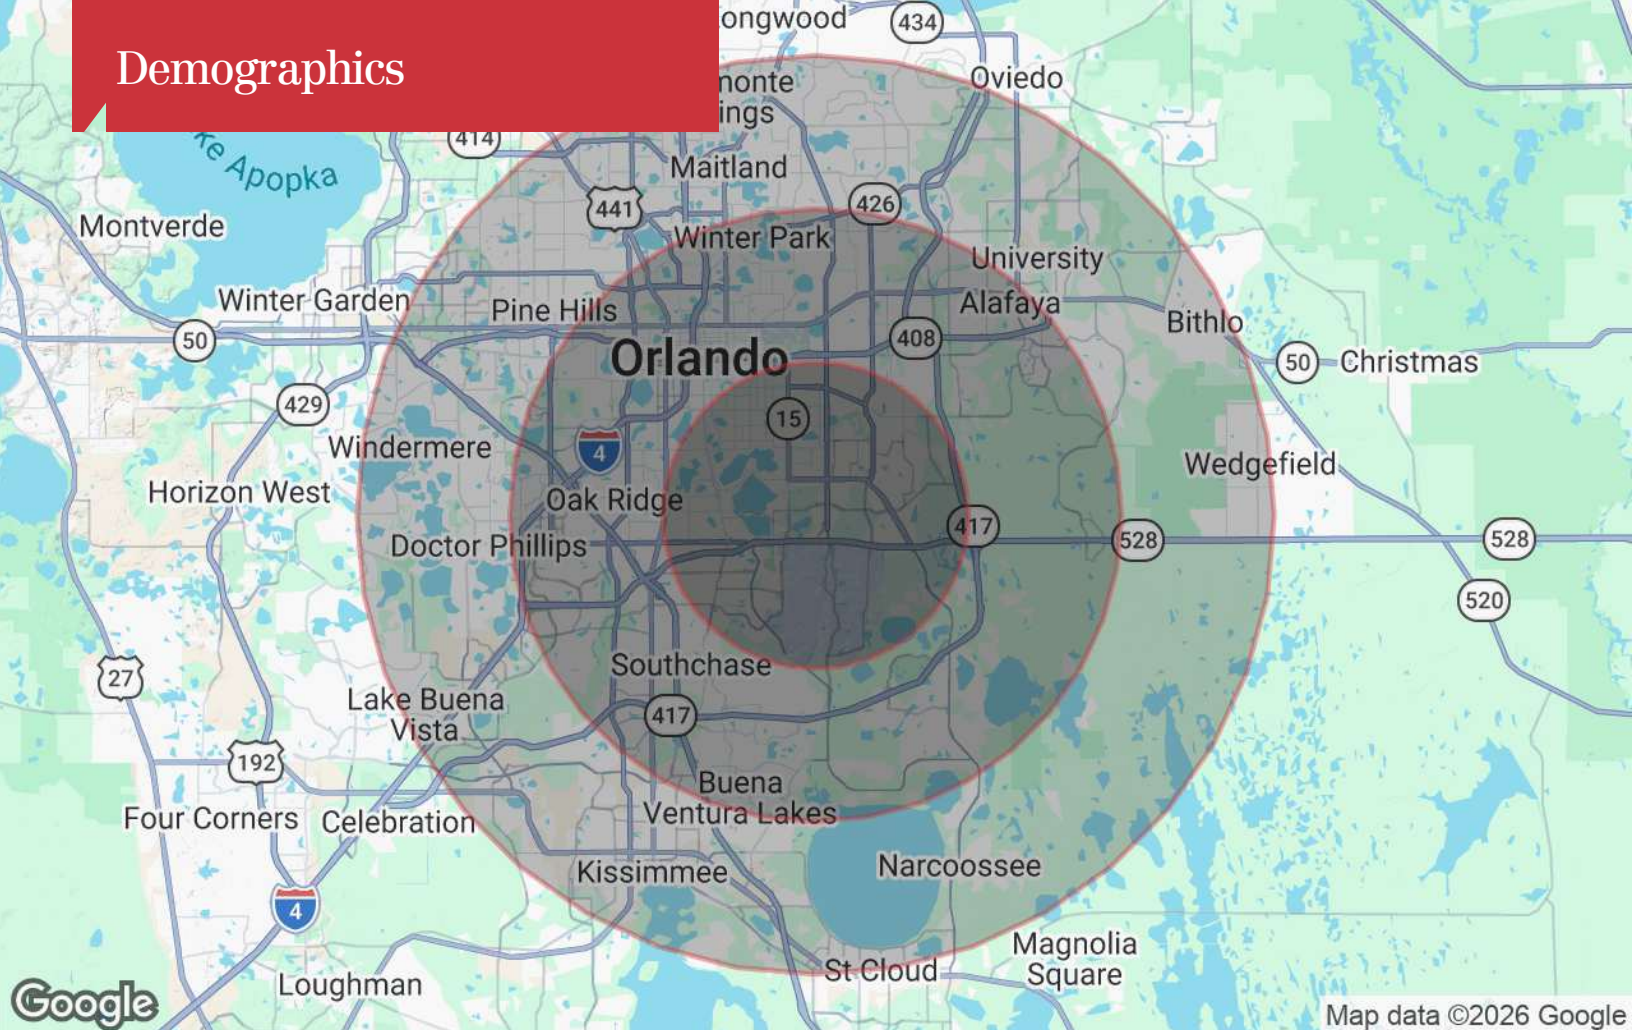 Demographics
ongwood
434
Oviedo
monte
ings
414
ke Apopka
Maitland
441
426
Montverde
Winter Park
University
Winter Garden
Pine Hills
Alafaya
Bithlo
50
Orlando
408
50
Christmas
429
15
Windermere
4
Wedgefield
Horizon West
Oak Ridge
417
Doctor Phillips
528
528
520
Southchase
27
Lake Buena
Vista
417
192
Buena
Ventura Lakes
Four Corners
Celebration
Kissimmee
Narcoossee
4
Magnolia
Square
St Cloud
Loughman
Google
Map data ©2026 Google